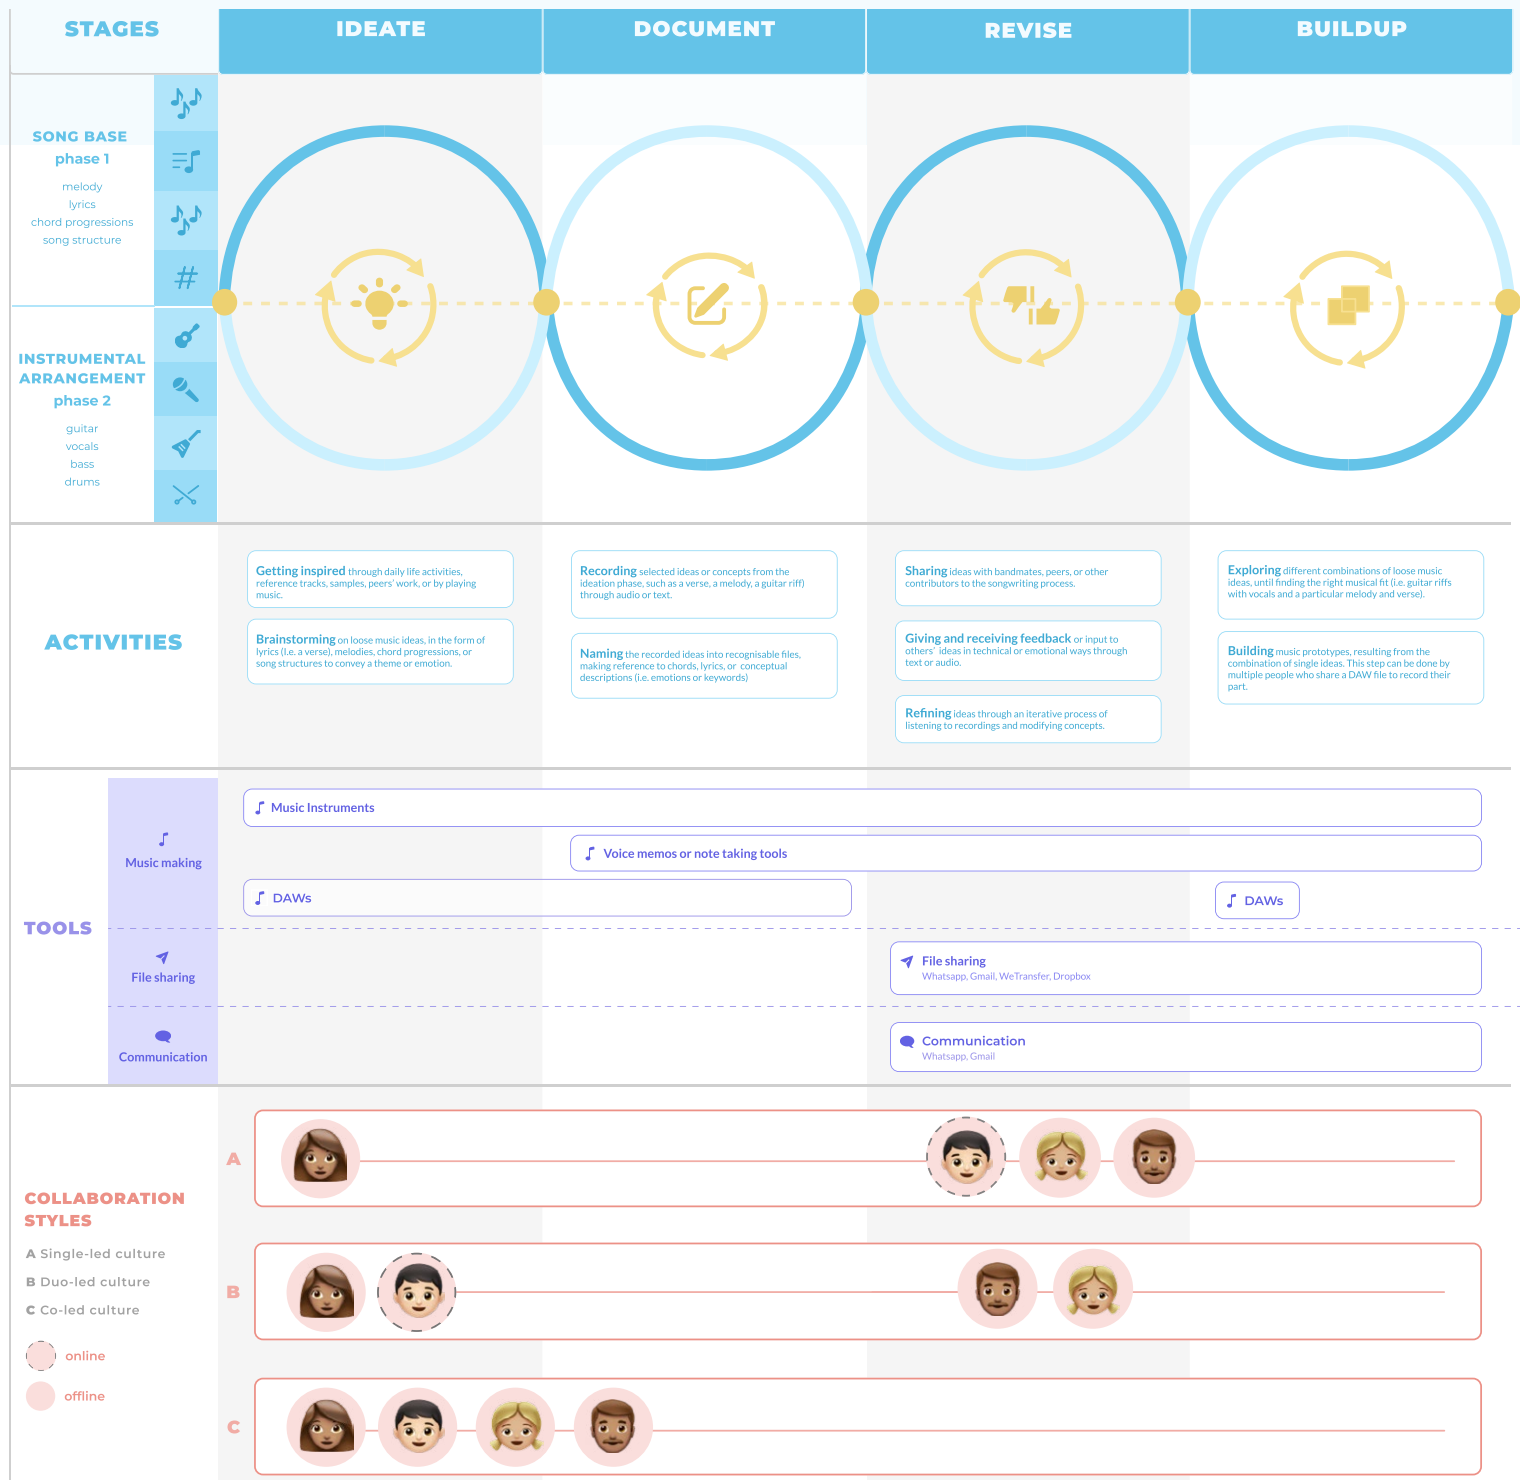 STAGES
IDEATE
DOCUMENT
REVISE
BUILDUP
SONG BASE
phase 1
melody
lyrics
chord progressions
song structure
INSTRUMENTAL
ARRANGEMENT
phase 2
guitar
vocals
bass
drums
ACTIVITIES
Getting inspired through daily life activities,
reference tracks, samples, peers' work, or by playing
music.
Brainstorming on loose music ideas, in the form of
lyrics (I.e. a verse), melodies, chord progressions, or
song structures to convey a theme or emotion.
Recording selected ideas or concepts from the
ideation phase, such as a verse, a melody, a guitar riff)
through audio or text.
Naming the recorded ideas into recognisable files,
making reference to chords, lyrics, or conceptual
descriptions (i.e. emotions or keywords)
Sharing ideas with bandmates, peers, or other
contributors to the songwriting process.
Giving and receiving feedback or input to
others' ideas in technical or emotional ways through
text or audio.
Refining ideas through an iterative process of
listening to recordings and modifying concepts.
Exploring different combinations of loose music
ideas, until finding the right musical fit (i.e. guitar riffs
with vocals and a particular melody and verse).
Building music prototypes, resulting from the
combination of single ideas. This step can be done by
multiple people who share a DAW file to record their
part.
TOOLS
Music making
Music Instruments
Voice memos or note taking tools
DAWs
DAWs
File sharing
File sharing
Whatsapp, Gmail, WeTransfer, Dropbox
Communication
Communication
Whatsapp, Gmail
COLLABORATION
STYLES
A Single-led culture
B Duo-led culture
C Co-led culture
online
offline
A
B
C